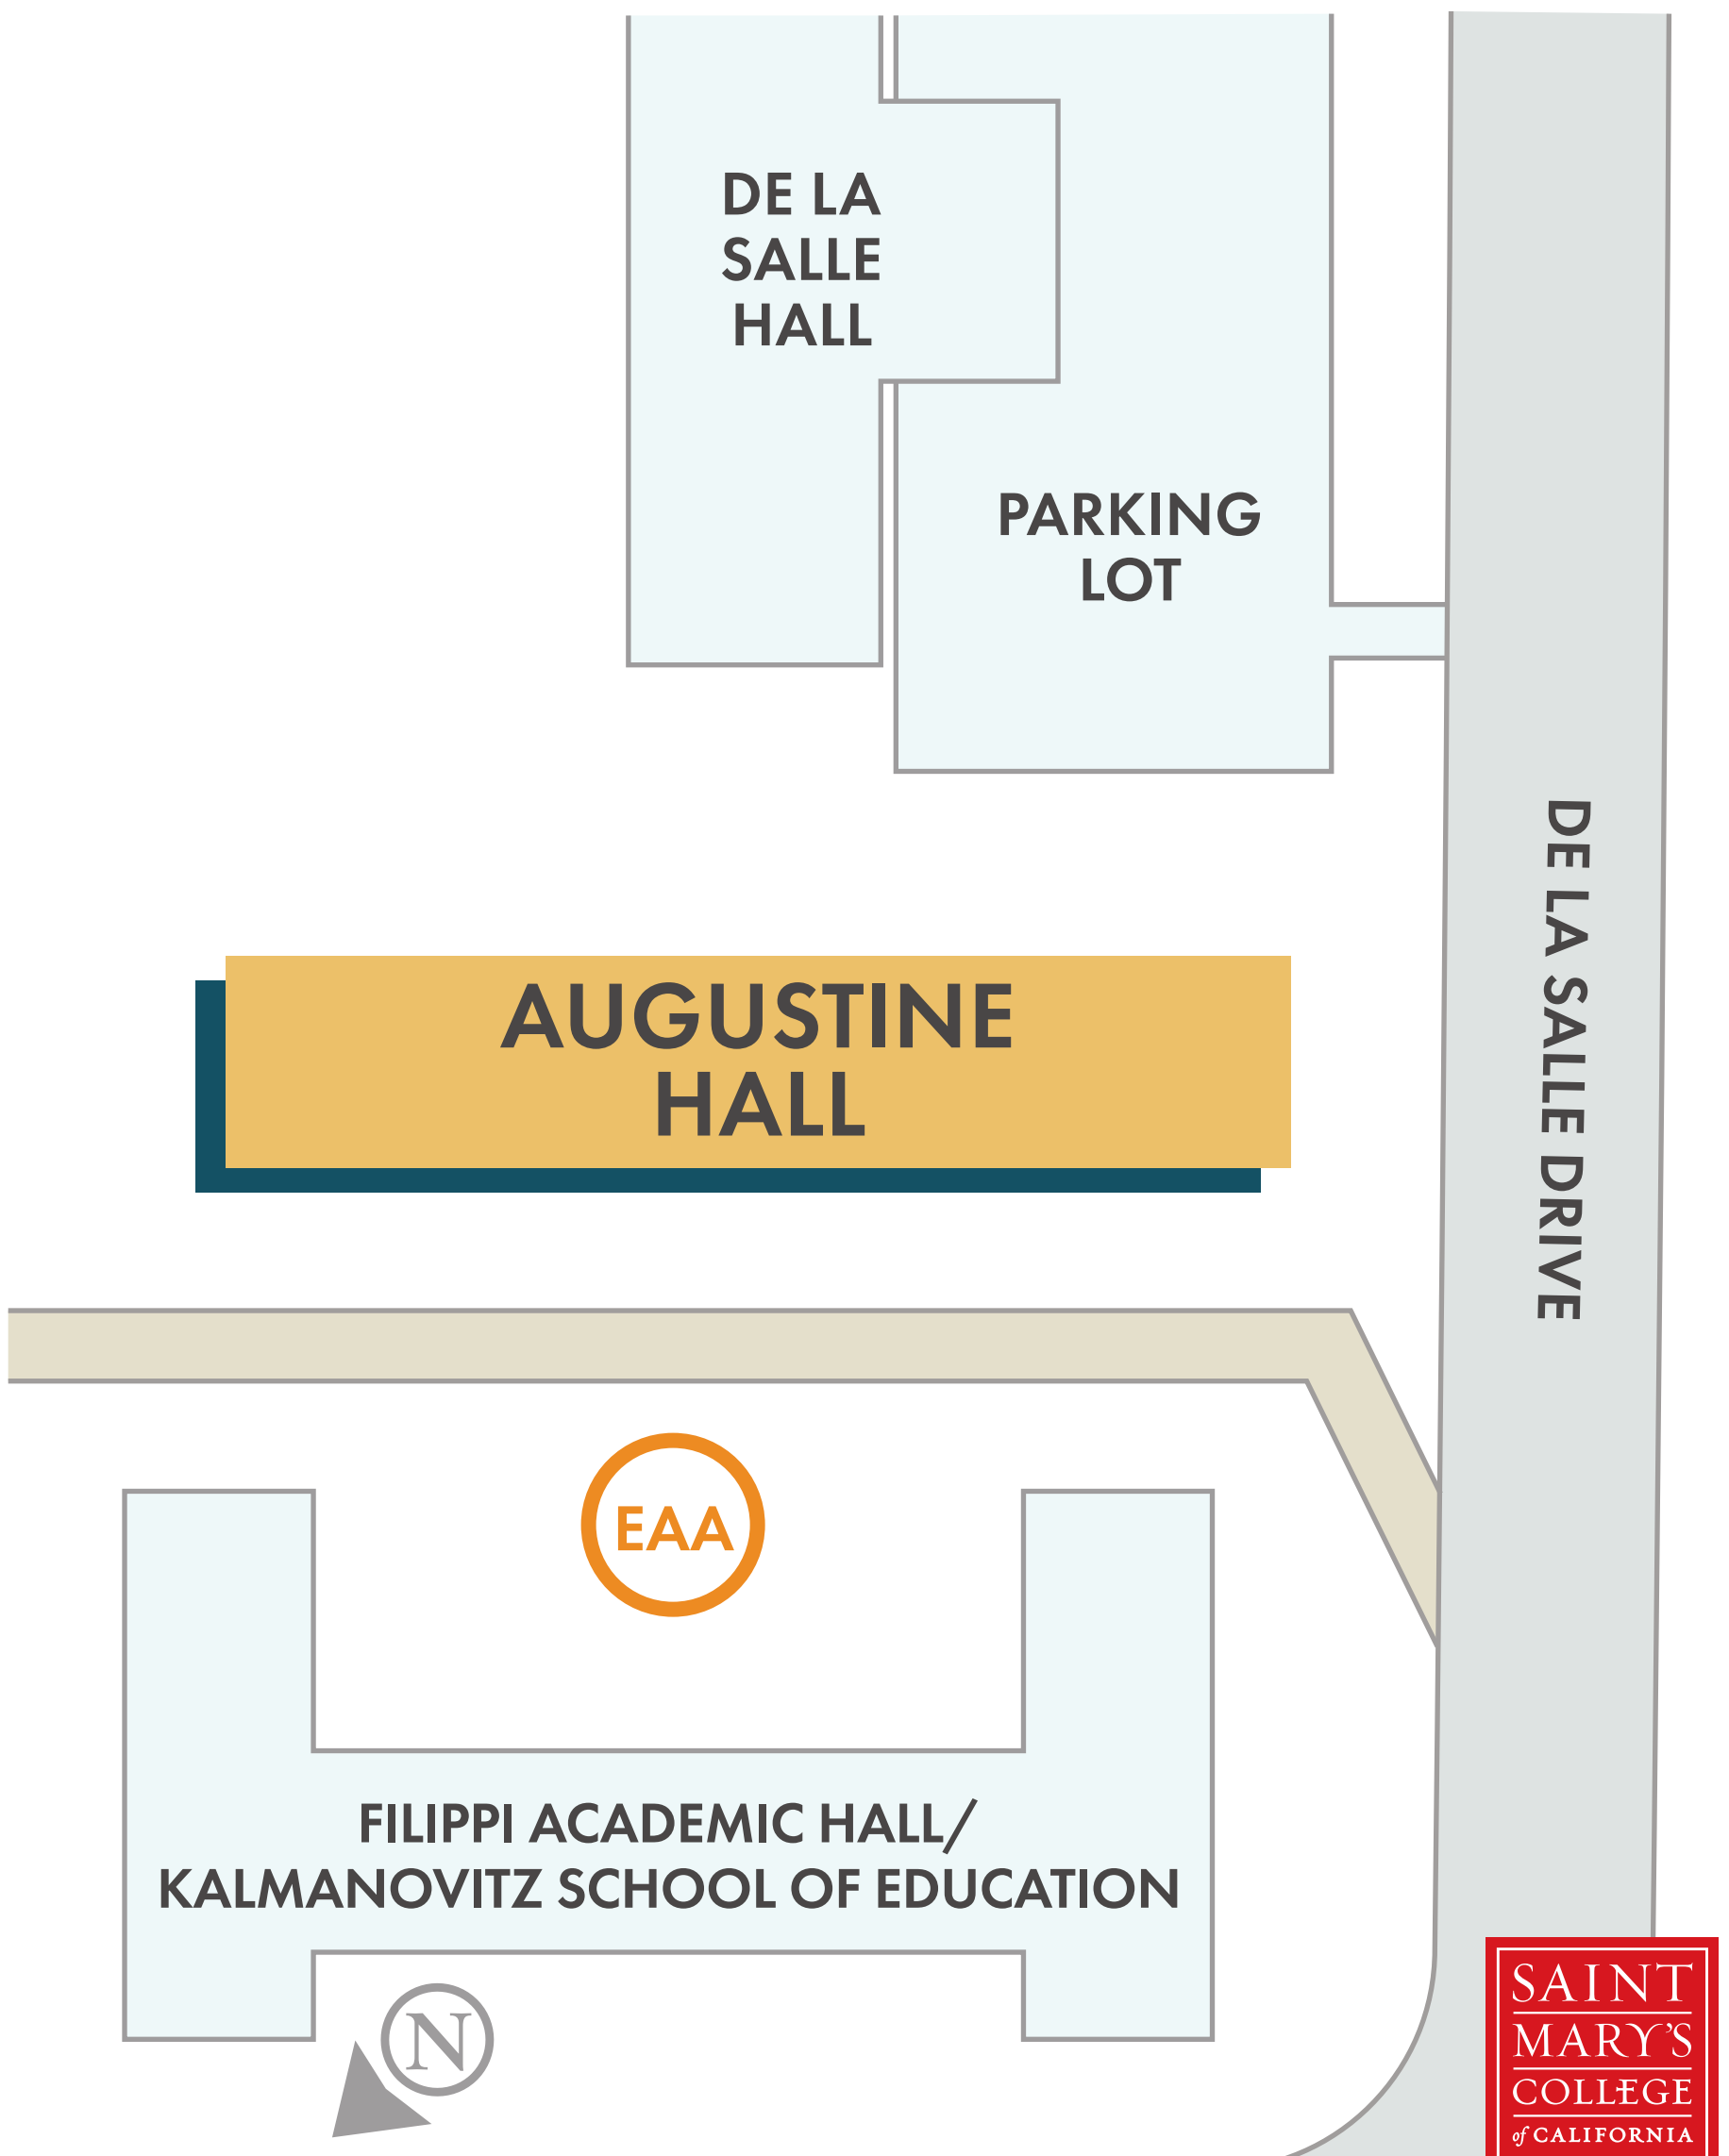 DE LA
SALLE
HALL
PARKING
LOT
DE LA SALLE DRIVE
AUGUSTINE
HALL
EAA
FILIPPI ACADEMIC HALL/
KALMANOVITZ SCHOOL OF EDUCATION
N
SAINT
MARY'S
COLLEGE
of CALIFORNIA